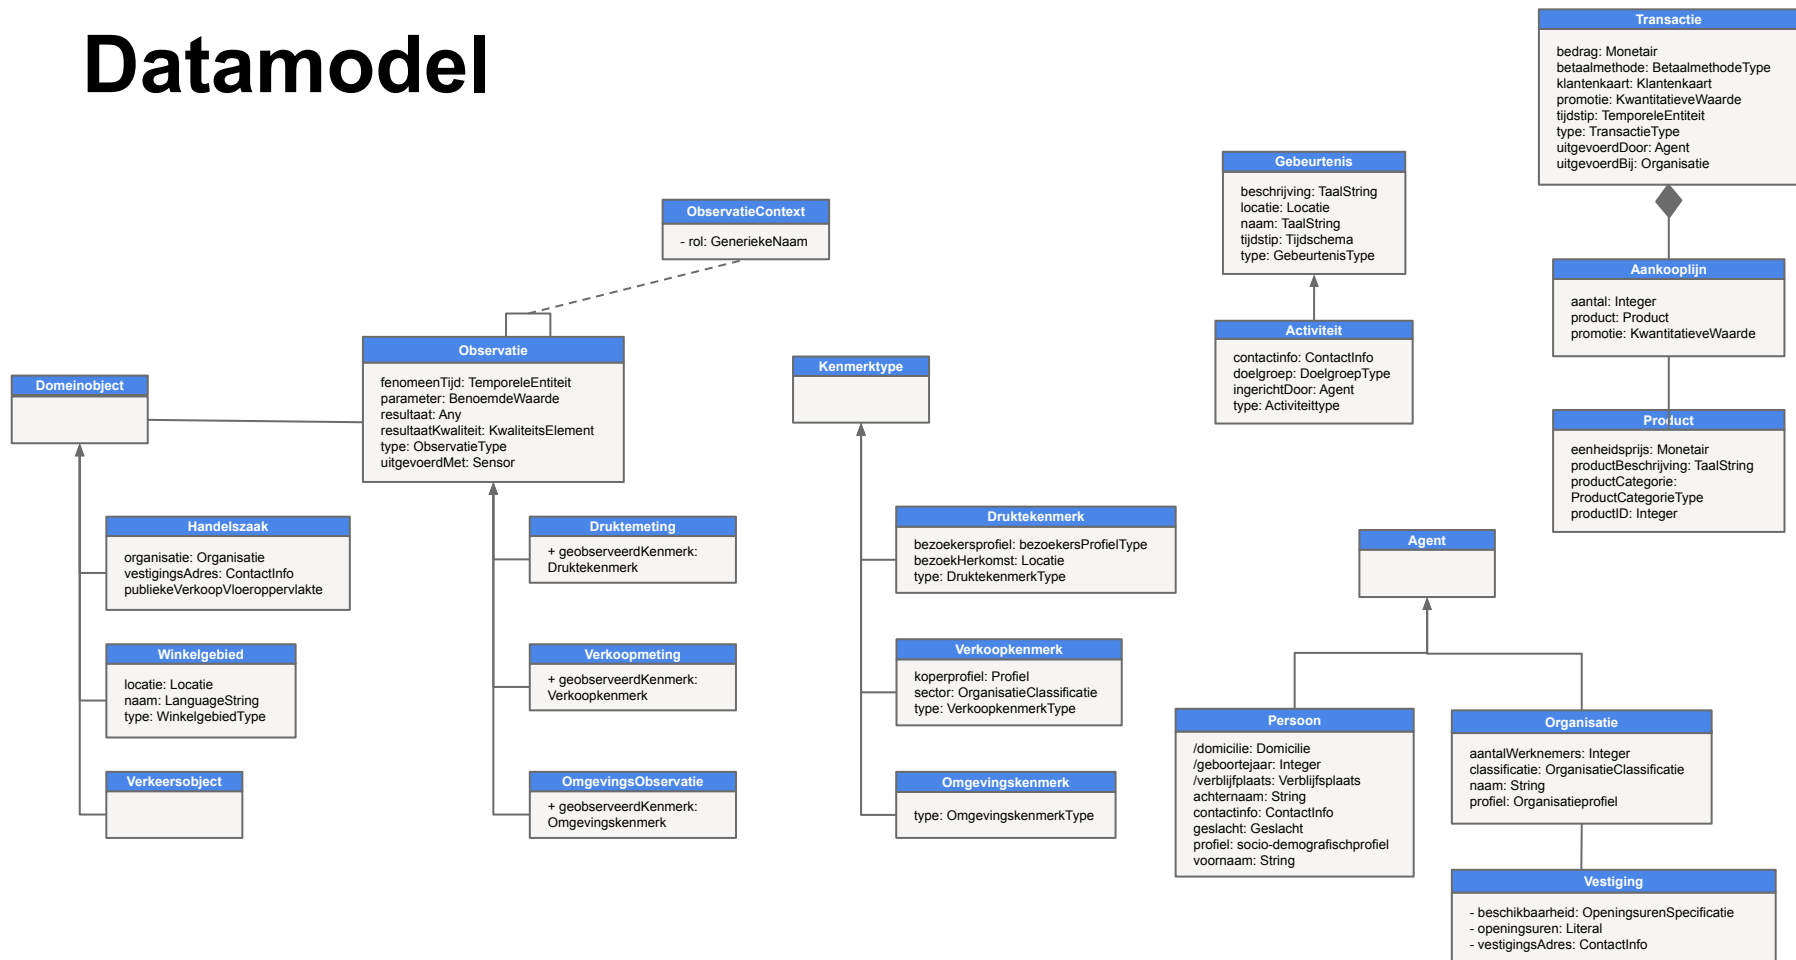 Datamodel
Transactie
bedrag: Monetair
betaalmethode: BetaalmethodeType
klantenkaart: Klantenkaart
promotie: KwantitatieveWaarde
tijdstip: TemporeleEntiteit
type: TransactieType
uitgevoerdDoor: Agent
uitgevoerdBij: Organisatie
Gebeurtenis
beschrijving: TaalString
locatie: Locatie
naam: TaalString
tijdstip: Tijdschema
type: GebeurtenisType
ObservatieContext
- rol: GeneriekeNaam
Aankooplijn
aantal: Integer
product: Product
promotie: KwantitatieveWaarde
Activiteit
contactinfo: ContactInfo
doelgroep: DoelgroepType
ingerichtDoor: Agent
type: Activiteittype
Observatie
fenomeenTijd: TemporeleEntiteit
parameter: BenoemdeWaarde
resultaat: Any
resultaatKwaliteit: KwaliteitsElement
type: ObservatieType
uitgevoerdMet: Sensor
Kenmerktype
Domeinobject
Product
eenheidsprijs: Monetair
productBeschrijving: TaalString
productCategorie:
ProductCategorieType
productID: Integer
Handelszaak
organisatie: Organisatie
vestigingsAdres: ContactInfo
publiekeVerkoopVloeroppervlakte
Druktemeting
+ geobserveerdKenmerk:
Druktekenmerk
Druktekenmerk
bezoekersprofiel: bezoekersProfielType
bezoekHerkomst: Locatie
type: DruktekenmerkType
Agent
Winkelgebied
locatie: Locatie
naam: LanguageString
type: WinkelgebiedType
Verkoopmeting
+ geobserveerdKenmerk:
Verkoopkenmerk
Verkoopkenmerk
koperprofiel: Profiel
sector: OrganisatieClassificatie
type: VerkoopkenmerkType
Persoon
/domicilie: Domicilie
/geboortejaar: Integer
/verblijfplaats: Verblijfsplaats
achternaam: String
contactinfo: ContactInfo
geslacht: Geslacht
profiel: socio-demografischprofiel
voornaam: String
Organisatie
aantalWerknemers: Integer
classificatie: OrganisatieClassificatie
naam: String
profiel: Organisatieprofiel
Verkeersobject
OmgevingsObservatie
+ geobserveerdKenmerk:
Omgevingskenmerk
Omgevingskenmerk
type: OmgevingskenmerkType
Vestiging
- beschikbaarheid: OpeningsurenSpecificatie
- openingsuren: Literal
- vestigingsAdres: ContactInfo